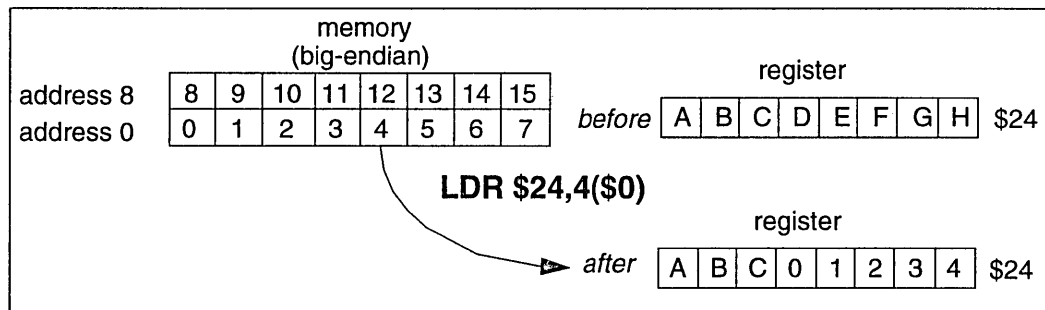 memory
(big-endian)
register
address 8 8 9 10 11 12 13 14 15
address 0 0 1 2 3 4 5 6 7
before A B C D E F G H $24
LDR $24,4($0)
register
after A B C 0 1 2 3 4 $24